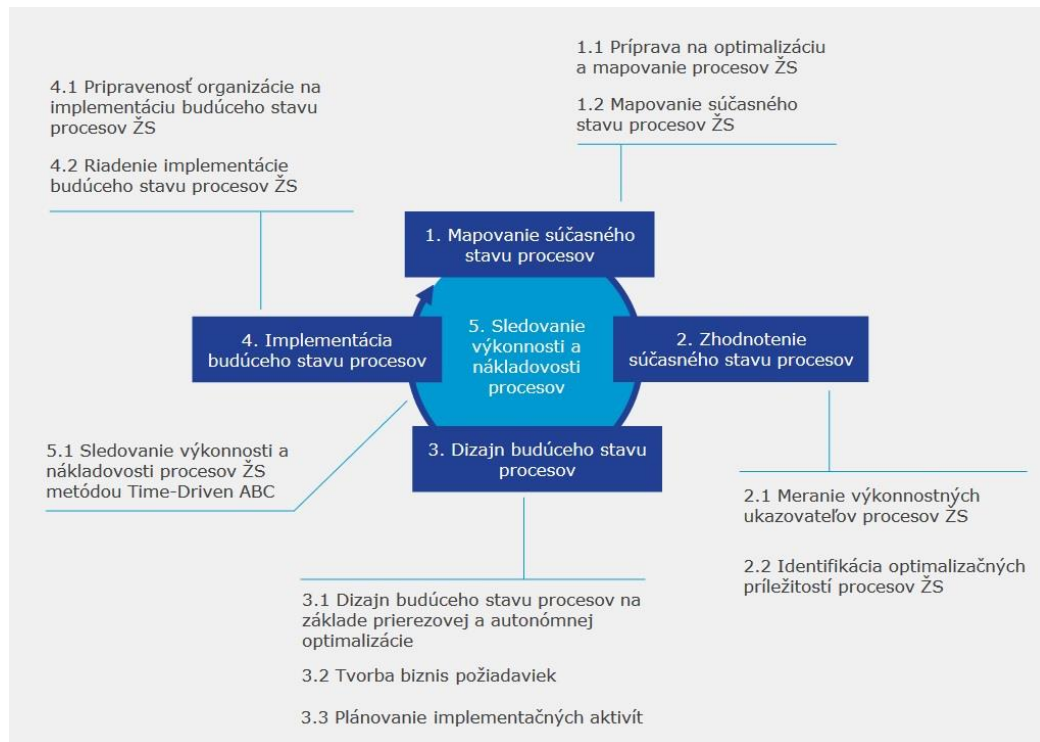 1.1 Príprava na optimalizáciu
a mapovanie procesov ŽS
1.2 Mapovanie súčasného
stavu procesov ŽS
4.1 Pripravenosť organizácie na
implementáciu budúceho stavu
procesov ŽS
4.2 Riadenie implementácie
budúceho stavu procesov ŽS
1. Mapovanie súčasného
stavu procesov
4. Implementácia
budúceho stavu procesov
5. Sledovanie
výkonnosti a
nákladovosti
procesov
2. Zhodnotenie
súčasného stavu procesov
3. Dizajn budúceho stavu
procesov
5.1 Sledovanie výkonnosti a
nákladovosti procesov ŽS
metódou Time-Driven ABC
2.1 Meranie výkonnostných
ukazovateľov procesov ŽS
2.2 Identifikácia optimalizačných
príležitostí procesov ŽS
3.1 Dizajn budúceho stavu procesov na
základe prierezovej a autonómnej
optimalizácie
3.2 Tvorba biznis požiadaviek
3.3 Plánovanie implementačných aktivít